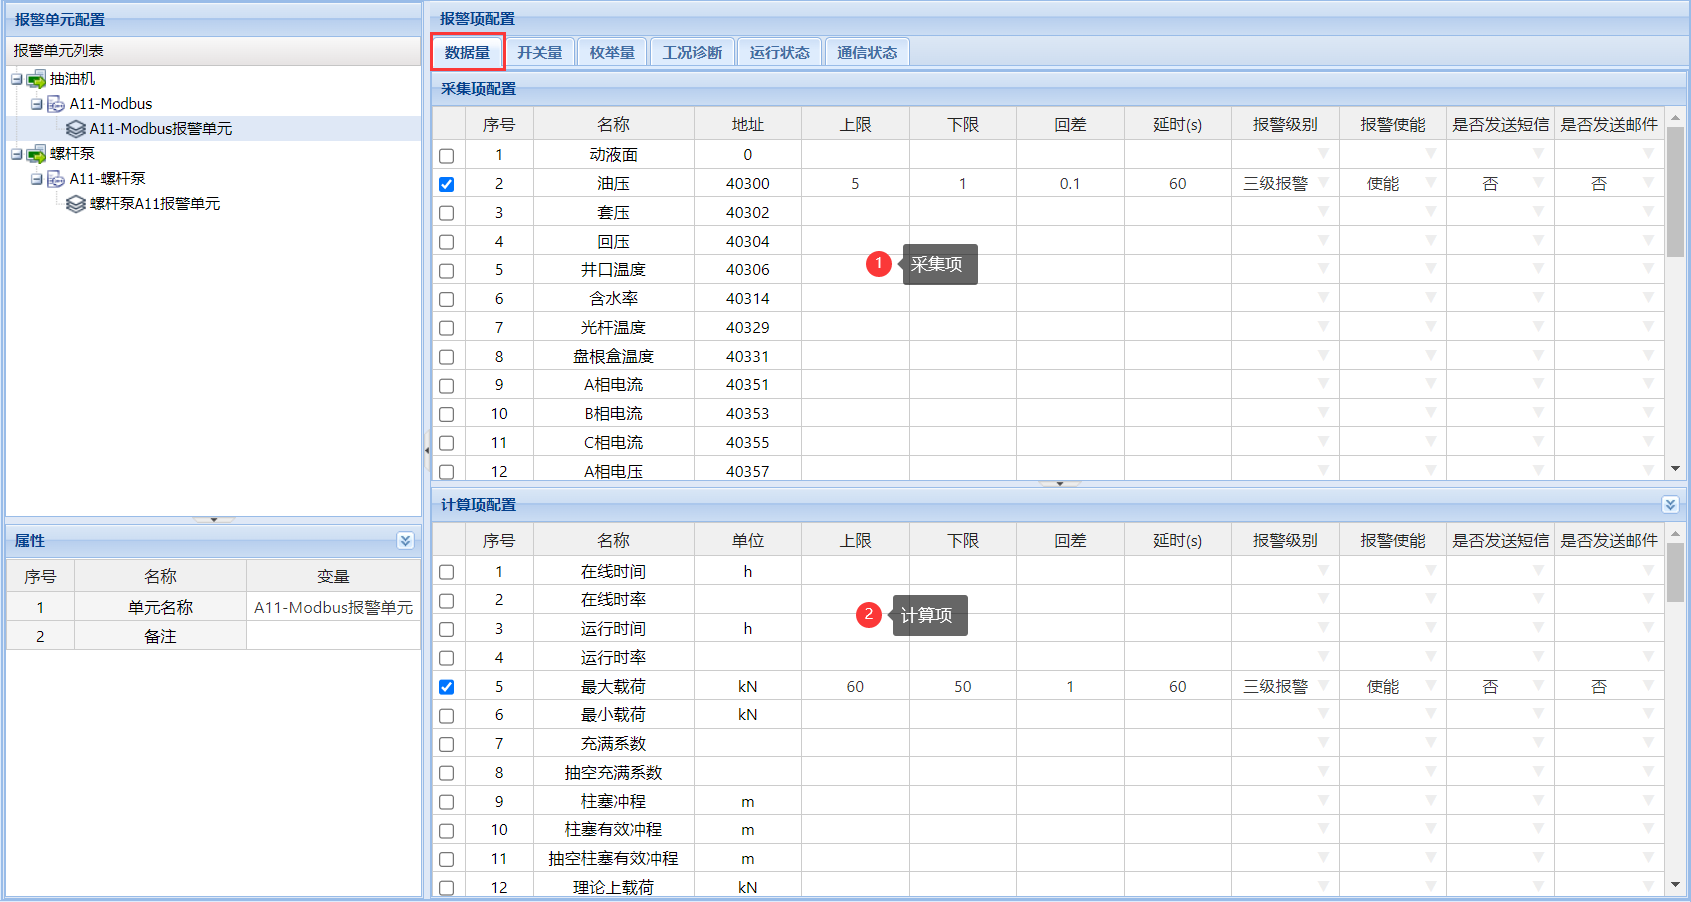 报警单元配置
报警单元列表
抽油机
A11-Modbus
A11-Modbus报警单元
螺杆泵
A11-螺杆泵
螺杆泵A11报警单元
属性
序号 名称 变量
1 单元名称 A11-Modbus报警单元
2 备注
报警项配置
数据量 开关量 枚举量 工况诊断 运行状态 通信状态
采集项配置
序号 名称 地址 上限 下限 回差 延时(s) 报警级别 报警使能 是否发送短信 是否发送邮件
1 动液面 0
2 油压 40300 5 1 0.1 60 三级报警 使能 否 否
3 套压 40302
4 回压 40304
1 采集项
5 井口温度 40306
6 含水率 40314
7 光杆温度 40329
8 盘根盒温度 40331
9 A相电流 40351
10 B相电流 40353
11 C相电流 40355
12 A相电压 40357
计算项配置
序号 名称 单位 上限 下限 回差 延时(s) 报警级别 报警使能 是否发送短信 是否发送邮件
1 在线时间 h
2 在线时率
2 计算项
3 运行时间 h
4 运行时率
5 最大载荷 kN 60 50 1 60 三级报警 使能 否 否
6 最小载荷 kN
7 充满系数
8 抽空充满系数
9 柱塞冲程 m
10 柱塞有效冲程 m
11 抽空柱塞有效冲程 m
12 理论上载荷 kN